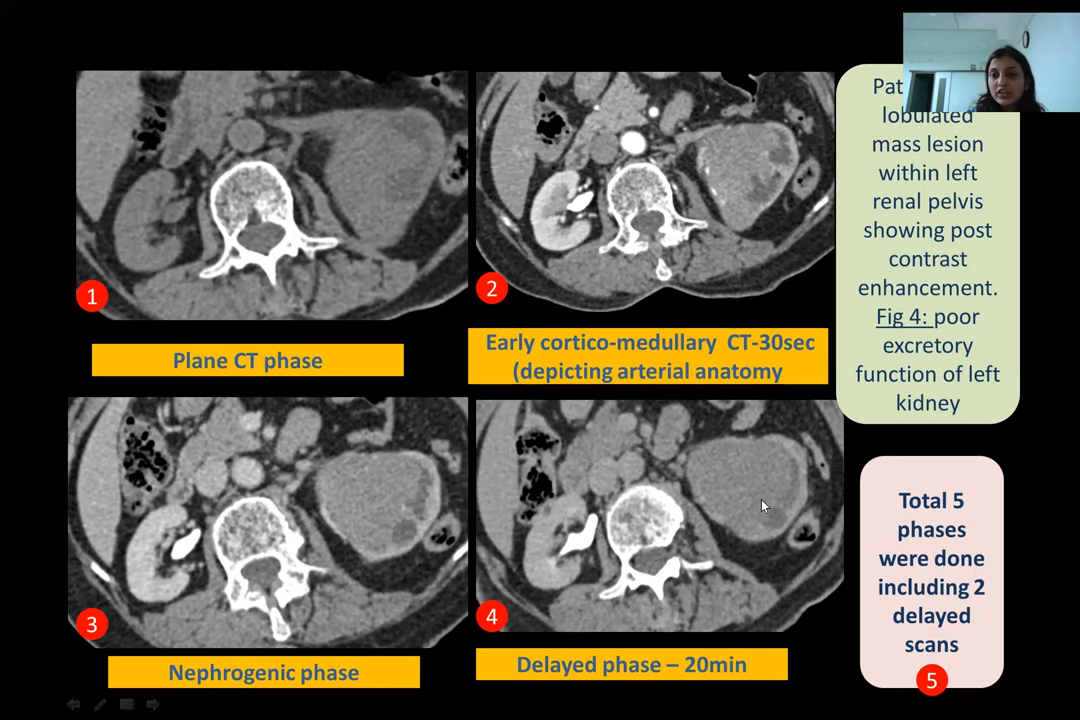 1
Plane CT phase
2
Early cortico-medullary CT-30sec
(depicting arterial anatomy
3
Nephrogenic phase
4
Delayed phase – 20min
lobulated
mass lesion
within left
renal pelvis
showing post
contrast
enhancement.
Fig 4: poor
excretory
function of left
kidney
Total 5
phases
were done
including 2
delayed
scans
5